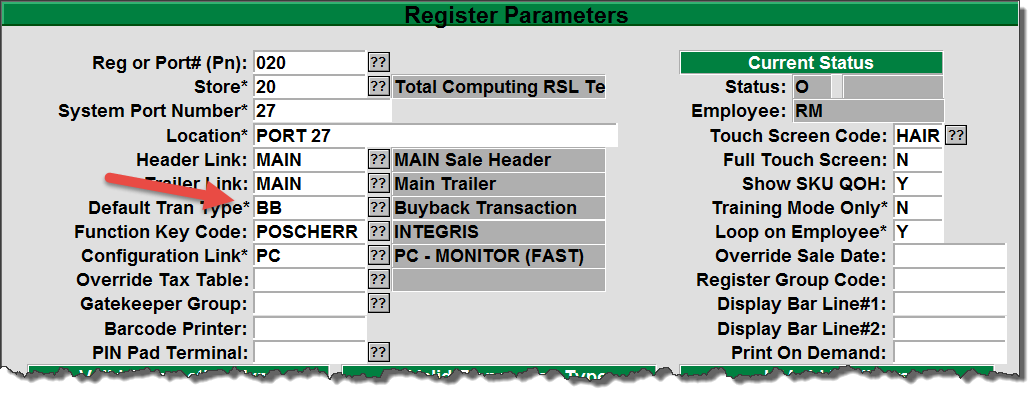 Register Parameters
Reg or Port# (Pn): 020 ??
Store* 20 ?? Total Computing RSL Te
System Port Number* 27
Location* PORT 27
Header Link: MAIN ?? MAIN Sale Header
Trailer Link: MAIN ?? Main Trailer
Default Tran Type* BB ?? Buyback Transaction
Function Key Code: POSCHERR ?? INTEGRIS
Configuration Link* PC ?? PC - MONITOR (FAST)
Override Tax Table: ??
Gatekeeper Group: ??
Barcode Printer:
PIN Pad Terminal: ??
Current Status
Status: O
Employee: RM
Touch Screen Code: HAIR ??
Full Touch Screen: N
Show SKU QOH: Y
Training Mode Only* N
Loop on Employee* Y
Override Sale Date:
Register Group Code:
Display Bar Line#1:
Display Bar Line#2:
Print On Demand: